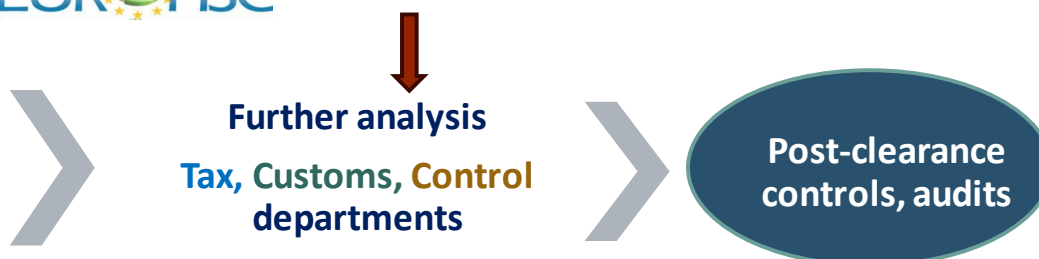 Further analysis
Tax, Customs, Control
departments
Post-clearance
controls, audits